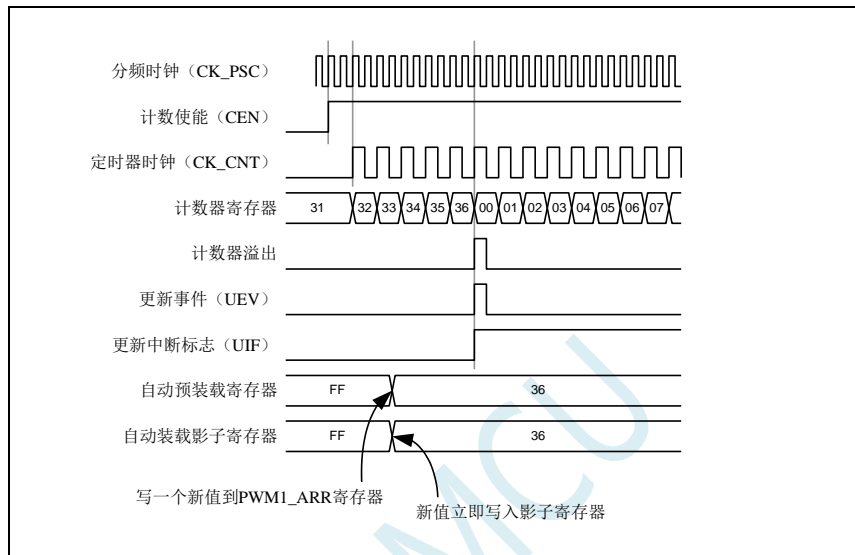 分频时钟（CK_PSC）
计数使能（CEN）
定时器时钟（CK_CNT）
计数器寄存器 31 32 33 34 35 36 00 01 02 03 04 05 06 07
计数器溢出
更新事件（UEV）
更新中断标志（UIF）
自动预装载寄存器 FF 36
自动装载影子寄存器 FF 36
写一个新值到PWM1_ARR寄存器
新值立即写入影子寄存器
MCU